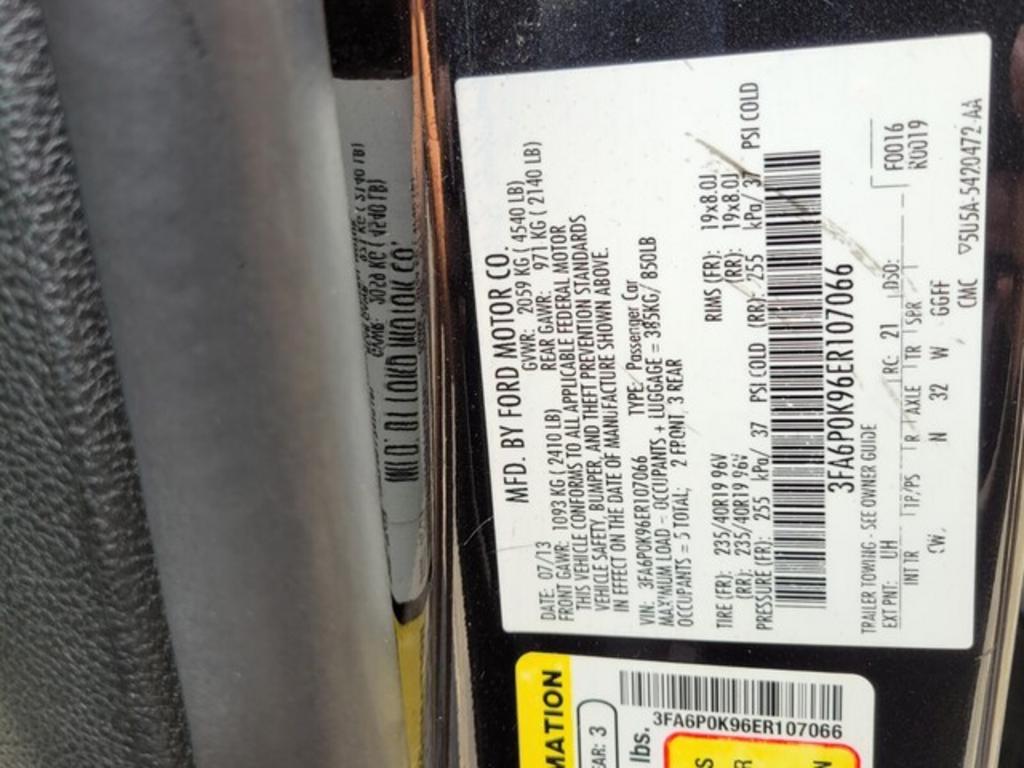 MFD. BY FORD MOTOR CO.
DATE: 07/13 GVWR: 2059 KG ( 4540 LB)
FRONT GAWR: 1093 KG ( 2410 LB) REAR GAWR: 971 KG ( 2140 LB)
THIS VEHICLE CONFORMS TO ALL APPLICABLE FEDERAL MOTOR
VEHICLE SAFETY, BUMPER, AND THEFT PREVENTION STANDARDS
IN EFFECT ON THE DATE OF MANUFACTURE SHOWN ABOVE.
VIN: 3FA6P0K96ER107066 TYPE: Passenger Car
MAXIMUM LOAD = OCCUPANTS + LUGGAGE = 385KG/ 850LB
OCCUPANTS = 5 TOTAL, 2 FRONT, 3 REAR
TIRE (FR): 235/40R19 96V RIMS (FR): 19x8.0J
(RR): 235/40R19 96V (RR): 19x8.0J
PRESSURE (FR): 255 kPa/ 37 PSI COLD (RR): 255 kPa/ 37 PSI COLD
3FA6P0K96ER107066
TRAILER TOWING - SEE OWNER GUIDE
EXT PNT: UH RC: 21 DSO: F0016
R0019
INT TR TP/PS R AXLE TR SPR
CW, N 32 W GGFF
CMC 5U5A-5420472-AA
MATION
EAR: 3
lbs.
3FA6P0K96ER107066
S
R
N